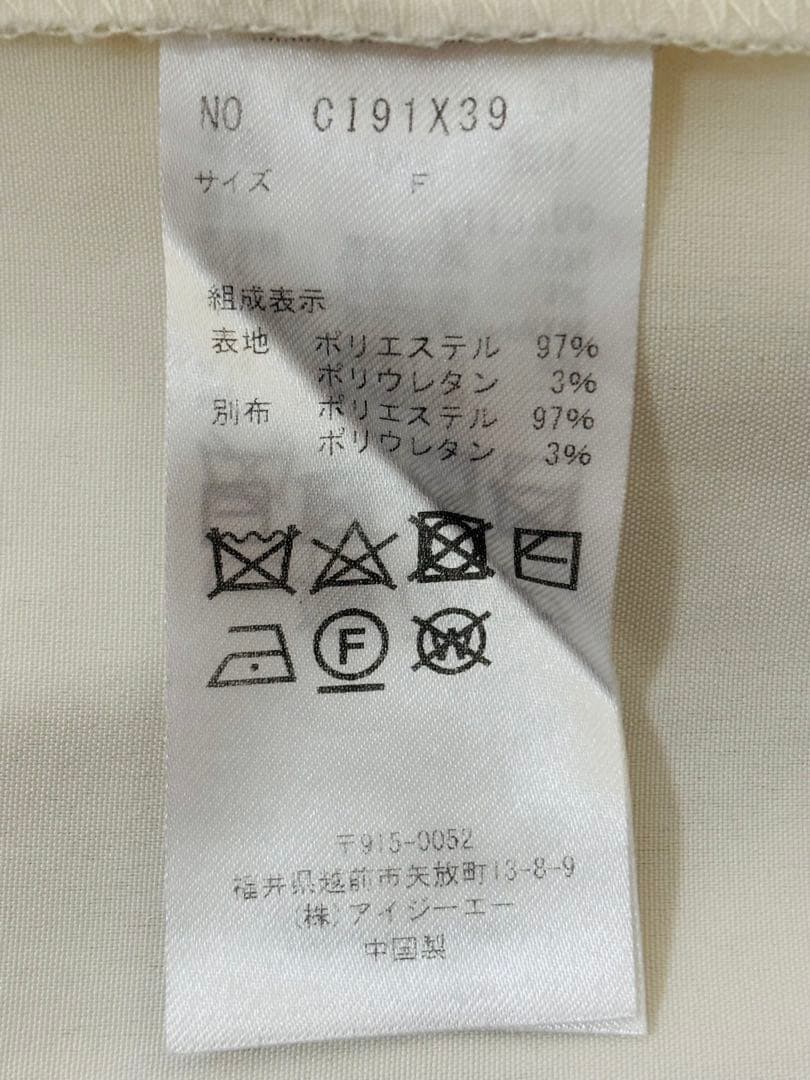 NO CI91X39
サイズ F
組成表示
表地 ポリエステル 97%
ポリウレタン 3%
別布 ポリエステル 97%
ポリウレタン 3%
F
W
〒915-0052
福井県越前市矢放町13-8-9
(株)アイジーエー
中国製